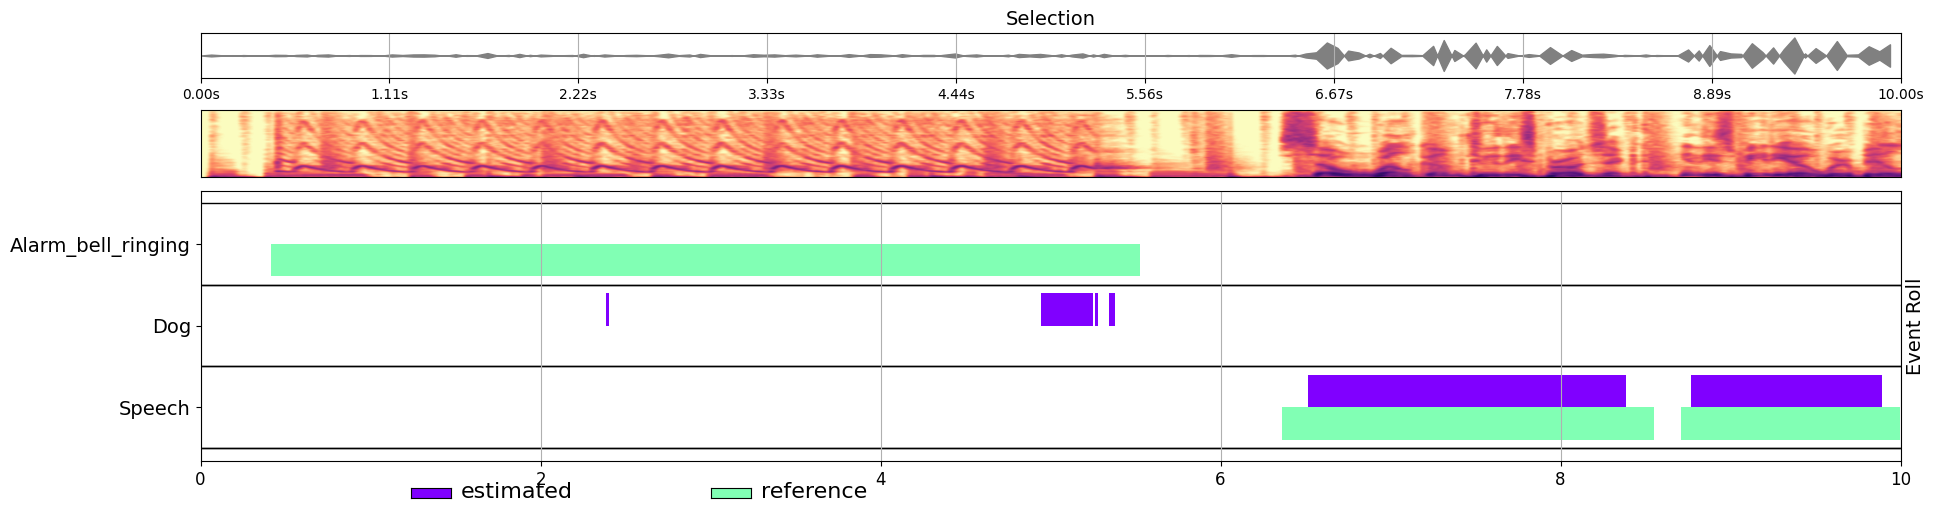 Selection
0.00s 1.11s 2.22s 3.33s 4.44s 5.56s 6.67s 7.78s 8.89s 10.00s
Alarm_bell_ringing
Dog
Speech
Event Roll
0 2 4 6 8 10
estimated reference